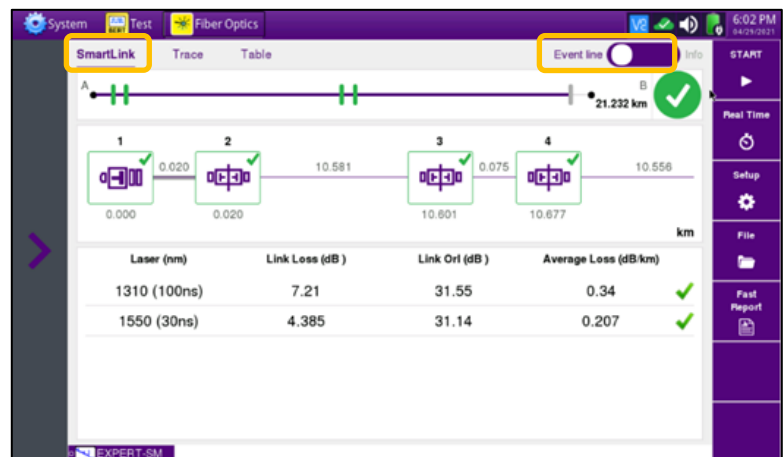 System Test Fiber Optics 6:02 PM
04/29/2021
SmartLink Trace Table Event line Info START
A B
21.232 km
Real Time
1 2 3 4
0.020 10.581 0.075 10.556
Setup
0.000 0.020 10.601 10.677
km
File
Laser (nm) Link Loss (dB ) Link Orl (dB ) Average Loss (dB/km)
1310 (100ns) 7.21 31.55 0.34
Fast
Report
1550 (30ns) 4.385 31.14 0.207
EXPERT-SM